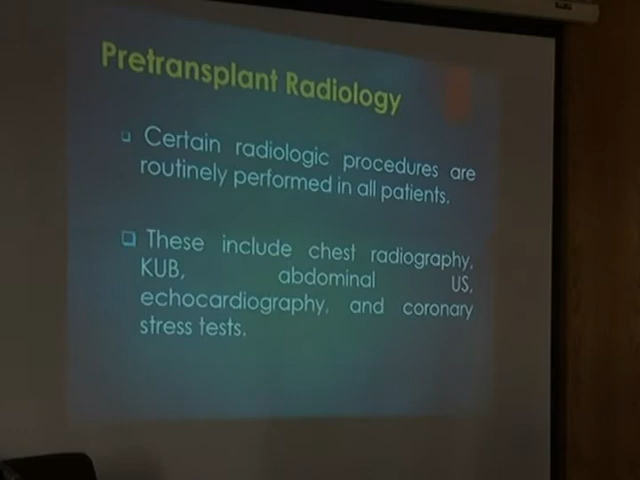 Pretransplant Radiology
Certain radiologic procedures are
routinely performed in all patients.
These include chest radiography,
KUB, abdominal US,
echocardiography, and coronary
stress tests.